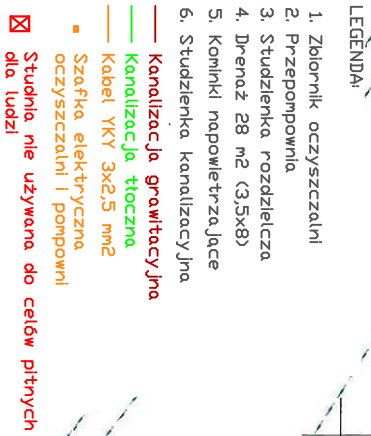 LEGENDA:
1. Zbiornik oczyszczalni
2. Przepompownia
3. Studzienka rozdzielcza
4. Drenaż 28 m2 (3,5x8)
5. Kominki napowietrzające
6. Studzienka kanalizacyjna
Kanalizacja grawitacyjna
Kanalizacja tłoczna
Kabel YKY 3x2,5 mm2
Szafka elektryczna
oczyszczalni i pompowni
Studnia nie używana do celów pitnych
dla ludzi